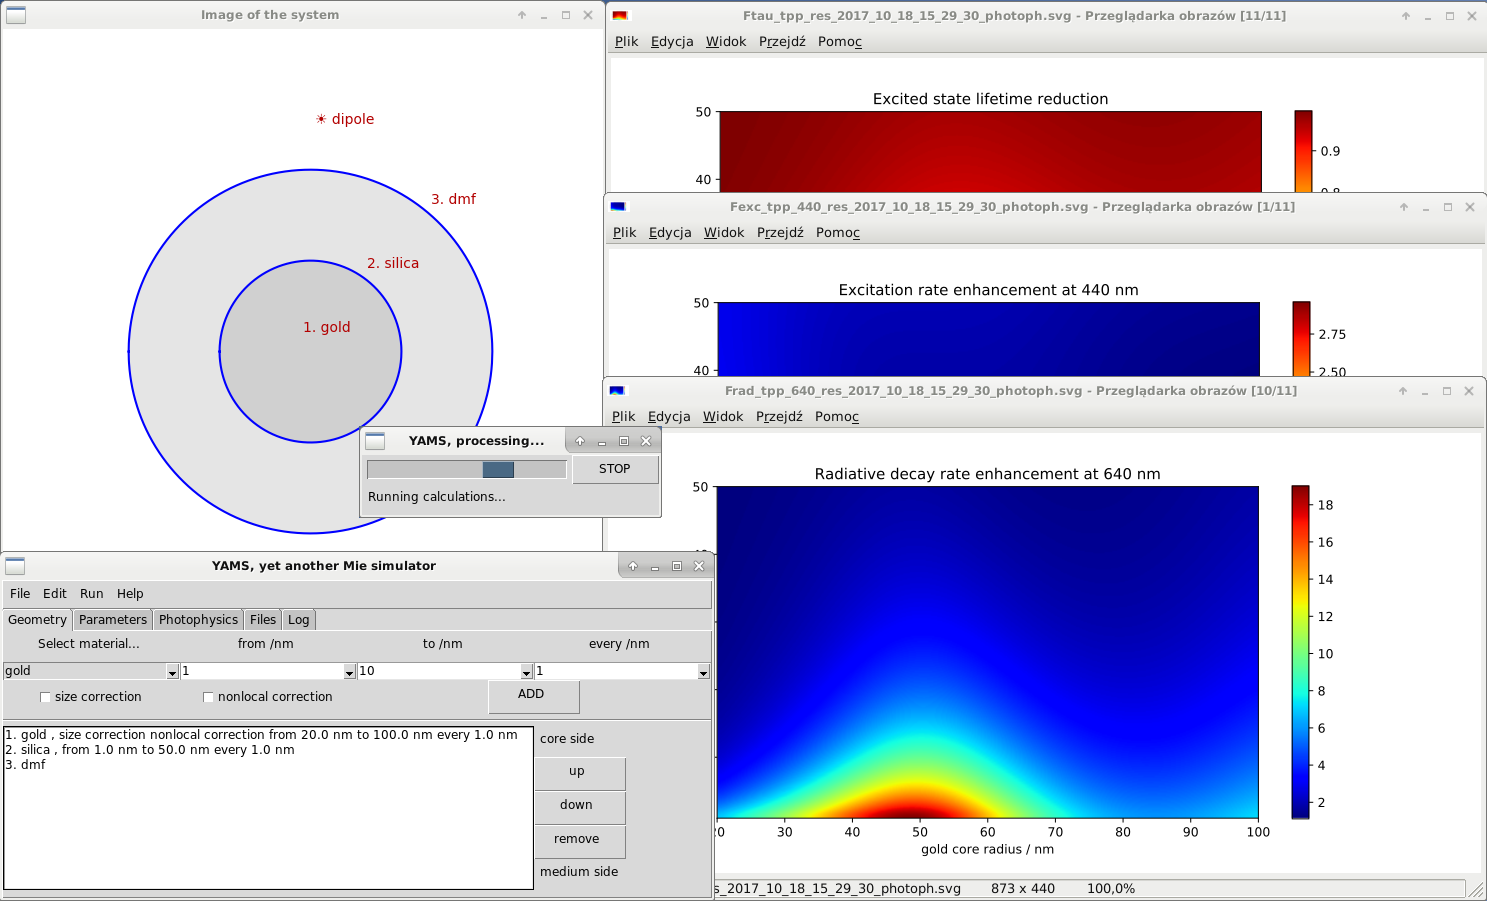 Image of the system
☀ dipole
3. dmf
2. silica
1. gold
Ftau_tpp_res_2017_10_18_15_29_30_photoph.svg - Przeglądarka obrazów [11/11]
Plik Edycja Widok Przejdź Pomoc
Excited state lifetime reduction
50
40
0.9
Fexc_tpp_440_res_2017_10_18_15_29_30_photoph.svg - Przeglądarka obrazów [1/11]
Plik Edycja Widok Przejdź Pomoc
Excitation rate enhancement at 440 nm
50
40
2.75
2.50
Frad_tpp_640_res_2017_10_18_15_29_30_photoph.svg - Przeglądarka obrazów [10/11]
Plik Edycja Widok Przejdź Pomoc
Radiative decay rate enhancement at 640 nm
50
18
16
14
12
10
8
6
4
2
20 30 40 50 60 70 80 90 100
gold core radius / nm
s_2017_10_18_15_29_30_photoph.svg 873 x 440 100,0%
YAMS, processing...
STOP
Running calculations...
YAMS, yet another Mie simulator
File Edit Run Help
Geometry Parameters Photophysics Files Log
Select material... from /nm to /nm every /nm
gold 1 10 1
size correction nonlocal correction ADD
1. gold , size correction nonlocal correction from 20.0 nm to 100.0 nm every 1.0 nm
2. silica , from 1.0 nm to 50.0 nm every 1.0 nm
3. dmf
core side
up
down
remove
medium side